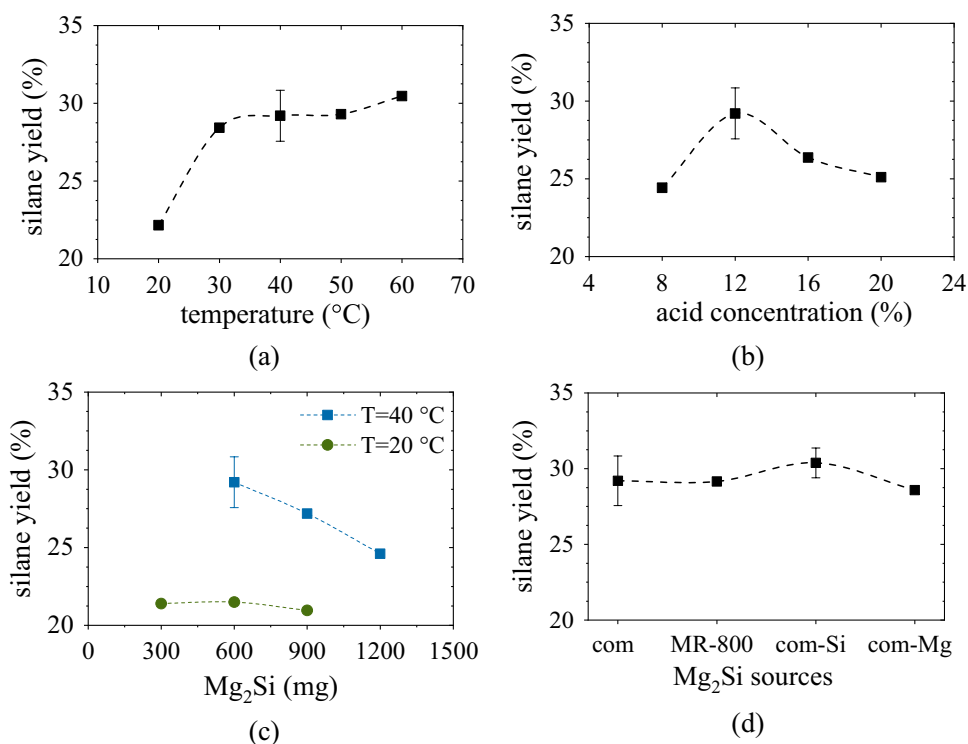 35
30
25
20
silane yield (%)
10 20 30 40 50 60 70
temperature (°C)
(a)
35
30
25
20
silane yield (%)
4 8 12 16 20 24
acid concentration (%)
(b)
35
30
25
20
silane yield (%)
T=40 °C
T=20 °C
0 300 600 900 1200 1500
Mg₂Si (mg)
(c)
35
30
25
20
silane yield (%)
com MR-800 com-Si com-Mg
Mg₂Si sources
(d)